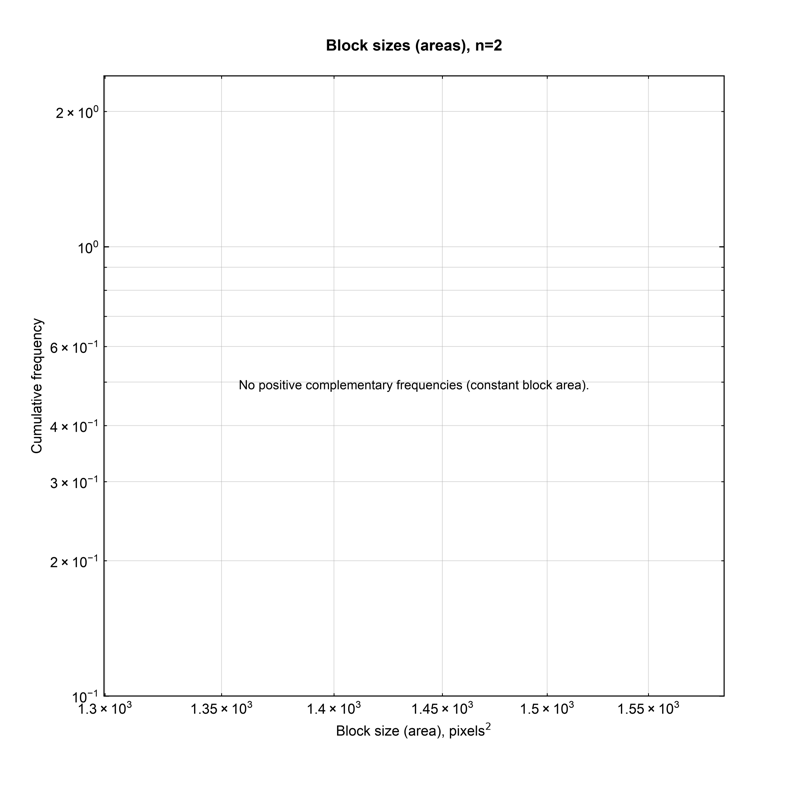 Block sizes (areas), n=2
2 × 10⁰
10⁰
6 × 10⁻¹
4 × 10⁻¹
3 × 10⁻¹
2 × 10⁻¹
10⁻¹
Cumulative frequency
No positive complementary frequencies (constant block area).
1.3 × 10³ 1.35 × 10³ 1.4 × 10³ 1.45 × 10³ 1.5 × 10³ 1.55 × 10³
Block size (area), pixels²